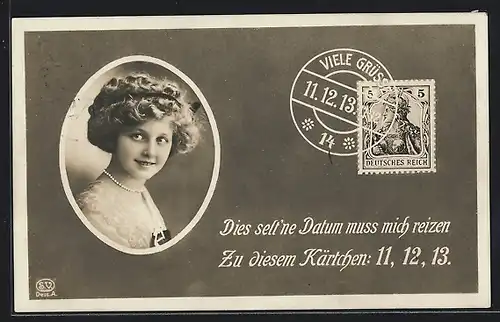 VIELE GRÜSSE
11.12.13.
14
5 5
DEUTSCHES REICH
Dies selt'ne Datum muss mich reizen
Zu diesem Kärtchen: 11, 12, 13.
Dess. A.